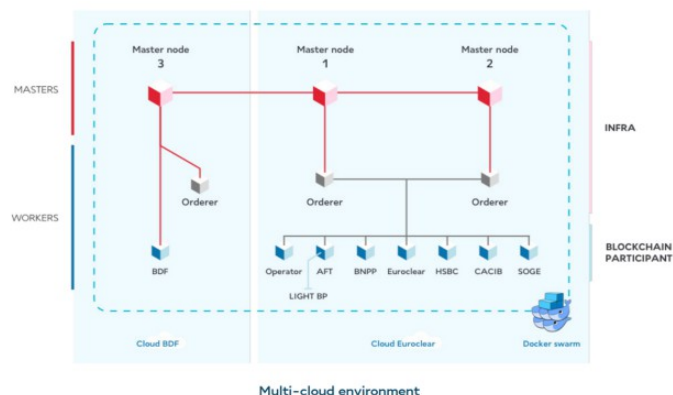 Master node
3
Master node
1
Master node
2
MASTERS
INFRA
WORKERS
Orderer
Orderer
Orderer
BLOCKCHAIN
PARTICIPANT
BDF
Operator
AFT
BNPP
Euroclear
HSBC
CACIB
SOGE
LIGHT BP
Cloud BDF
Cloud Euroclear
Docker swarm
Multi-cloud environment